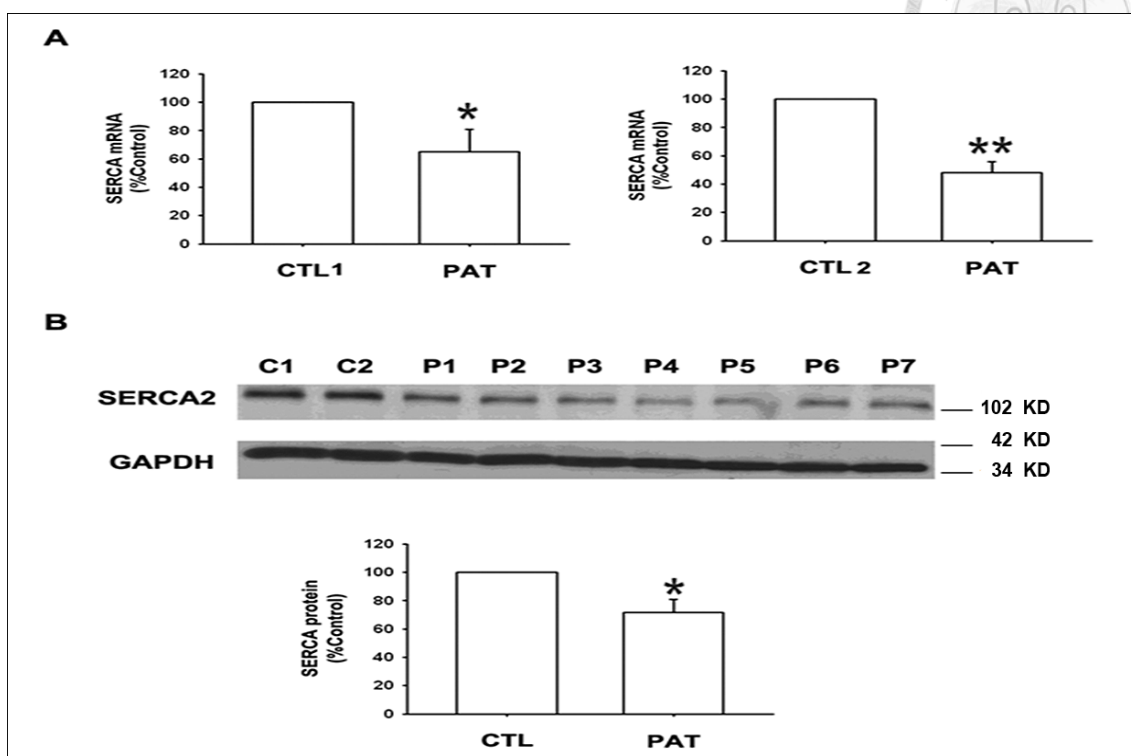 A
120
100
80
60
40
20
0
SERCA mRNA
(%Control)
*
CTL1 PAT
120
100
80
60
40
20
0
SERCA mRNA
(%Control)
**
CTL 2 PAT
B
C1 C2 P1 P2 P3 P4 P5 P6 P7
SERCA2
102 KD
42 KD
GAPDH
34 KD
120
100
80
60
40
20
0
SERCA protein
(%Control)
*
CTL PAT